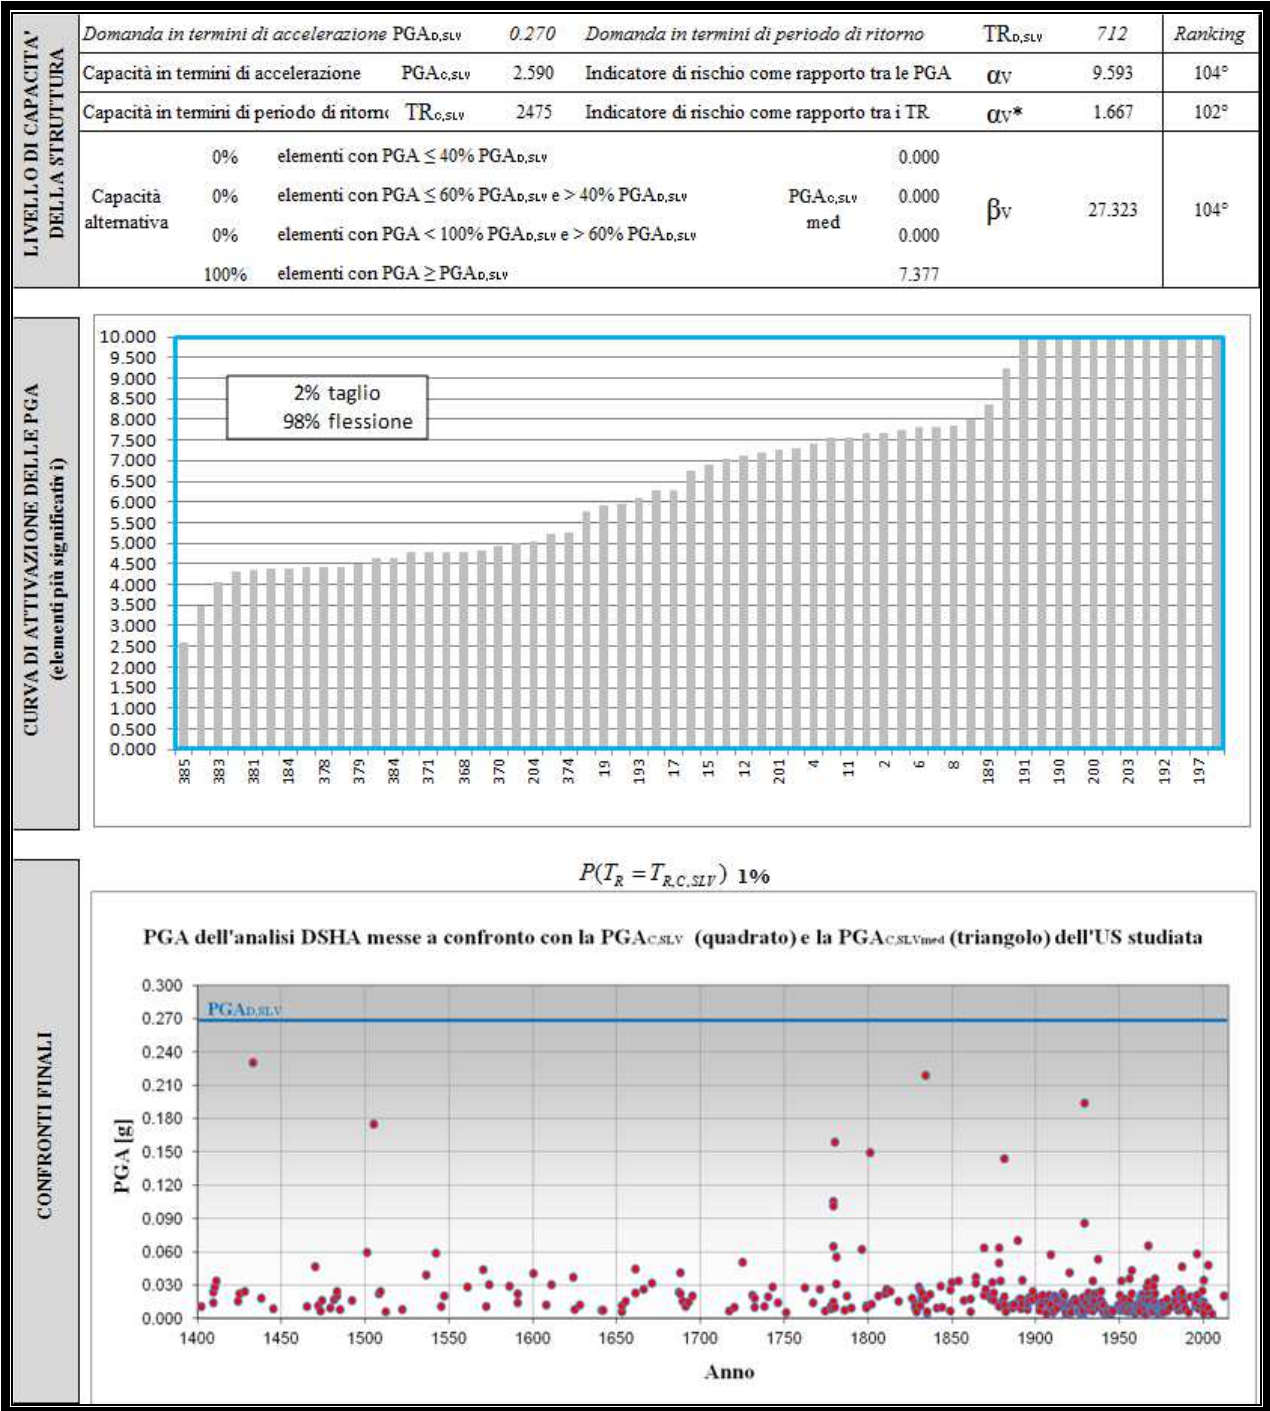 LIVELLO DI CAPACITA'
DELLA STRUTTURA
Domanda in termini di accelerazione PGAD,SLV 0.270 Domanda in termini di periodo di ritorno TRD,SLV 712 Ranking
Capacità in termini di accelerazione PGAC,SLV 2.590 Indicatore di rischio come rapporto tra le PGA αV 9.593 104°
Capacità in termini di periodo di ritorno TRC,SLV 2475 Indicatore di rischio come rapporto tra i TR αV* 1.667 102°
Capacità
alternativa
0% elementi con PGA ≤ 40% PGAD,SLV 0.000
0% elementi con PGA ≤ 60% PGAD,SLV e > 40% PGAD,SLV 0.000
0% elementi con PGA < 100% PGAD,SLV e > 60% PGAD,SLV 0.000
100% elementi con PGA ≥ PGAD,SLV 7.377
PGAC,SLV
med
βV 27.323 104°
CURVA DI ATTIVAZIONE DELLE PGA
(elementi più significativi)
10.000
9.500
9.000
8.500
8.000
7.500
7.000
6.500
6.000
5.500
5.000
4.500
4.000
3.500
3.000
2.500
2.000
1.500
1.000
0.500
0.000
2% taglio
98% flessione
385 383 381 184 378 379 384 371 368 370 204 374 19 193 17 15 12 201 4 11 2 6 8 189 191 190 200 203 192 197
CONFRONTI FINALI
P(TR = TR,C,SLV) 1%
PGA dell'analisi DSHA messe a confronto con la PGAC,SLV (quadrato) e la PGAC,SLVmed (triangolo) dell'US studiata
PGA [g]
0.300
0.270
0.240
0.210
0.180
0.150
0.120
0.090
0.060
0.030
0.000
PGAD,SLV
1400 1450 1500 1550 1600 1650 1700 1750 1800 1850 1900 1950 2000
Anno